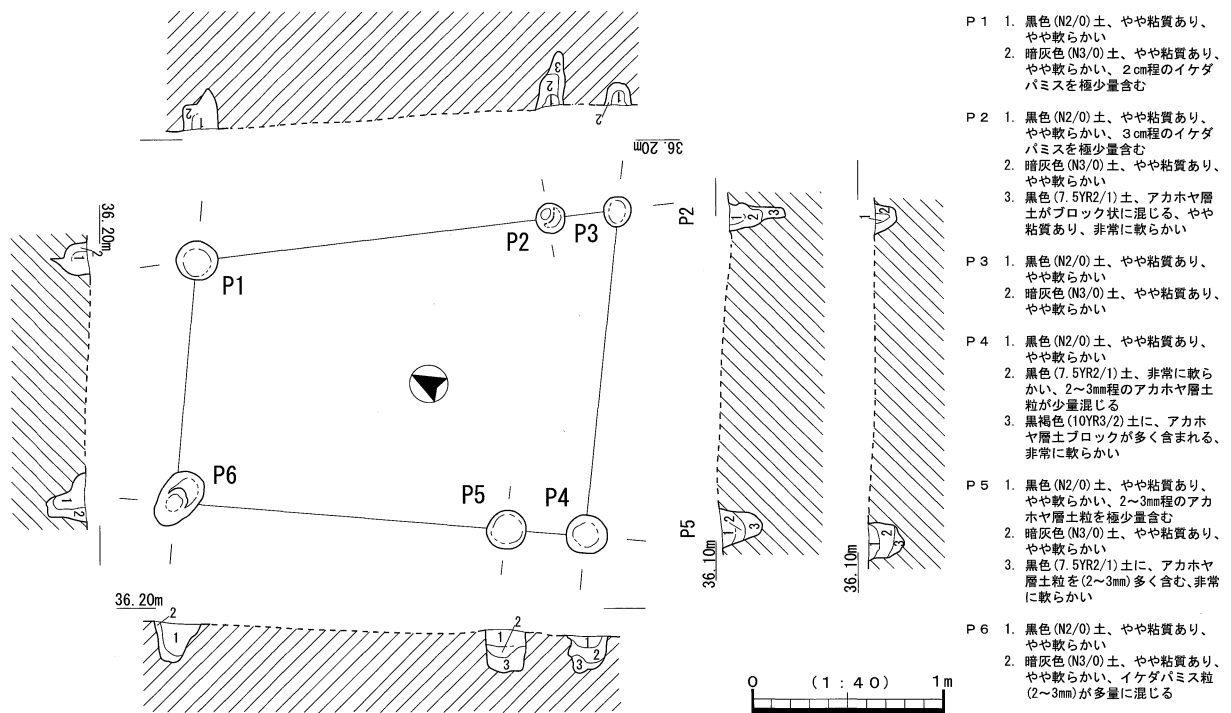 P1
P2
P3
P4
P5
P6
36.20m
36.20m
36.20m
P2
P5
36.10m
36.10m
1
2
3
0 (1:40) 1m
P1 1. 黒色(N2/0)土、やや粘質あり、
やや軟らかい
2. 暗灰色(N3/0)土、やや粘質あり、
やや軟らかい、2cm程のイケダ
パミスを極少量含む
P2 1. 黒色(N2/0)土、やや粘質あり、
やや軟らかい、3cm程のイケダ
パミスを極少量含む
2. 暗灰色(N3/0)土、やや粘質あり、
やや軟らかい
3. 黒色(7.5YR2/1)土、アカホヤ層
土がブロック状に混じる、やや
粘質あり、非常に軟らかい
P3 1. 黒色(N2/0)土、やや粘質あり、
やや軟らかい
2. 暗灰色(N3/0)土、やや粘質あり、
やや軟らかい
P4 1. 黒色(N2/0)土、やや粘質あり、
やや軟らかい
2. 黒色(7.5YR2/1)土、非常に軟ら
かい、2~3mm程のアカホヤ層土
粒が少量混じる
3. 黒褐色(10YR3/2)土に、アカホ
ヤ層土ブロックが多く含まれる、
非常に軟らかい
P5 1. 黒色(N2/0)土、やや粘質あり、
やや軟らかい、2~3mm程のアカ
ホヤ層土粒を極少量含む
2. 暗灰色(N3/0)土、やや粘質あり、
やや軟らかい
3. 黒色(7.5YR2/1)土に、アカホヤ
層土粒を(2~3mm)多く含む、非常
に軟らかい
P6 1. 黒色(N2/0)土、やや粘質あり、
やや軟らかい
2. 暗灰色(N3/0)土、やや粘質あり、
やや軟らかい、イケダパミス粒
(2~3mm)が多量に混じる